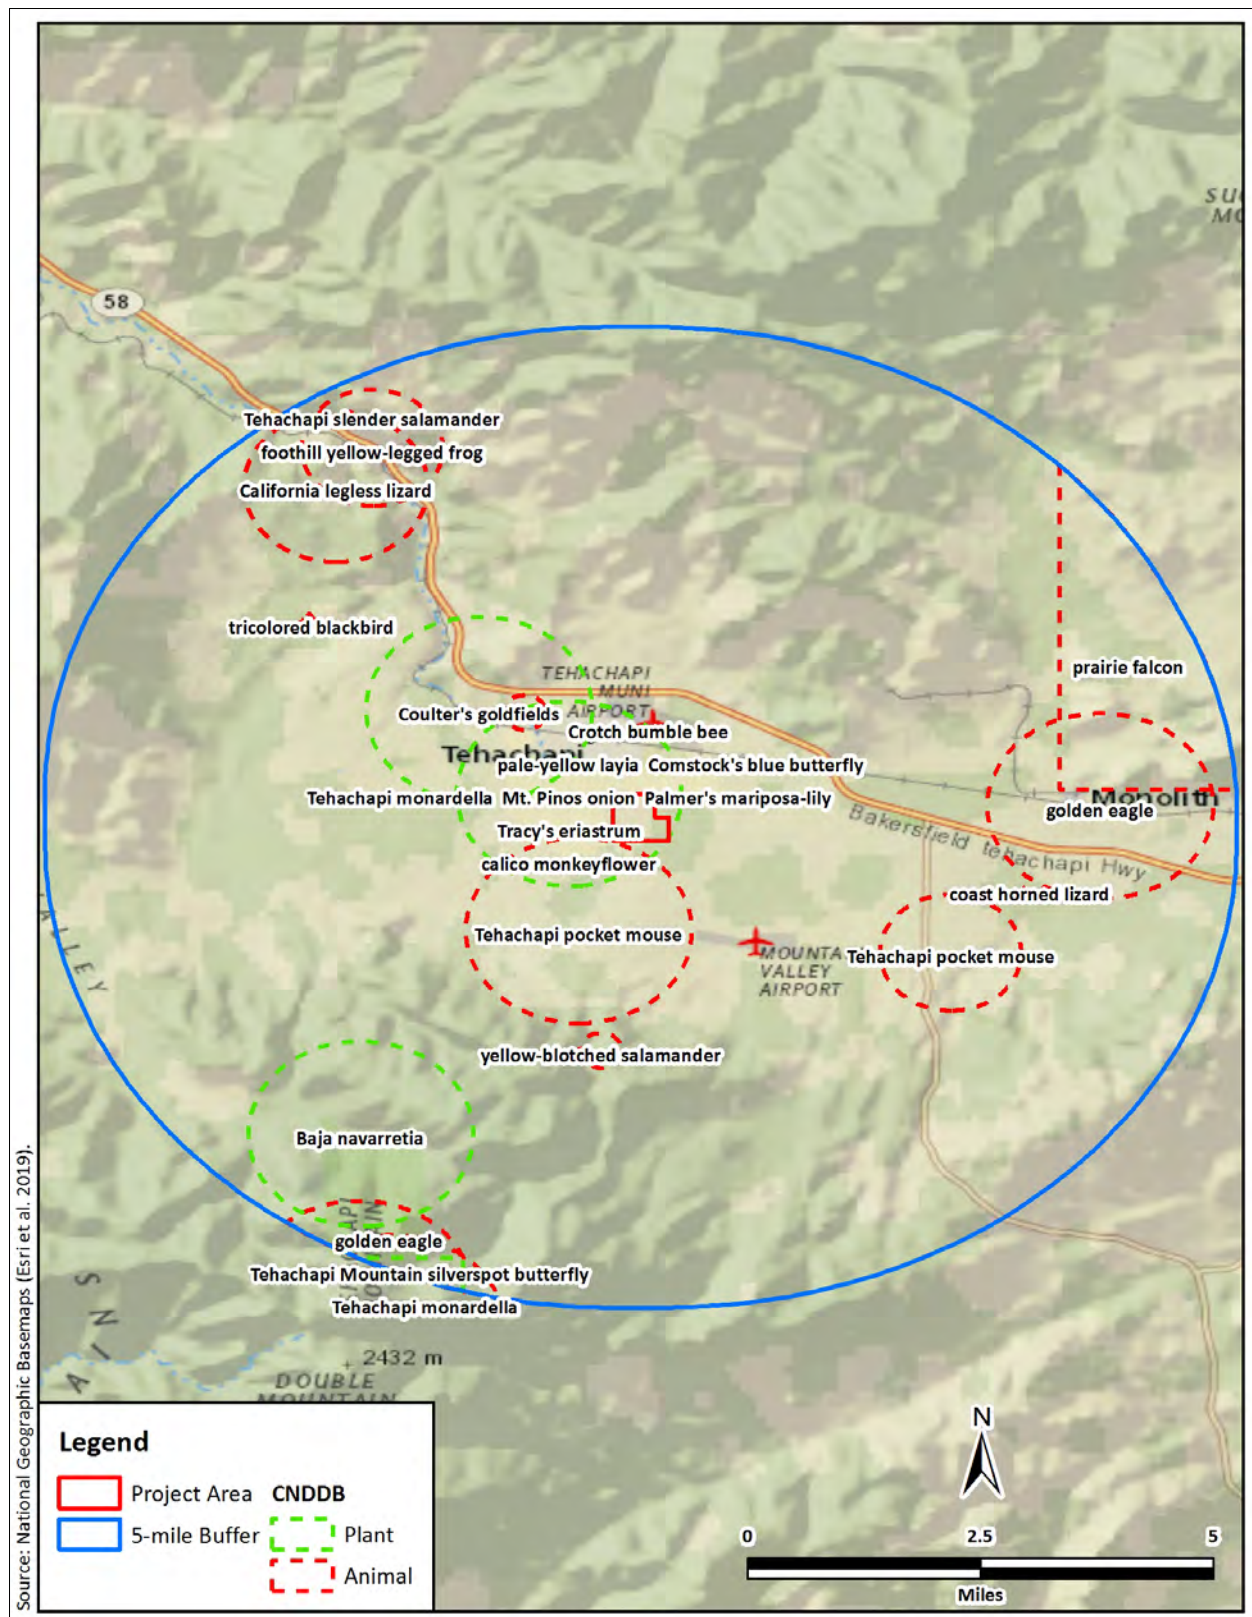 SU
MO
58
Tehachapi slender salamander
foothill yellow-legged frog
California legless lizard
tricolored blackbird
prairie falcon
TEHACHAPI
MUNI
AIRPORT
Coulter's goldfields
Crotch bumble bee
Tehachapi
pale-yellow layia Comstock's blue butterfly
Tehachapi monardella Mt. Pinos onion Palmer's mariposa-lily
Monolith
golden eagle
Bakersfield tehachapi Hwy
Tracy's eriastrum
calico monkeyflower
coast horned lizard
ALLEY
Tehachapi pocket mouse
MOUNTA
VALLEY
AIRPORT
Tehachapi pocket mouse
yellow-blotched salamander
Baja navarretia
golden eagle
Tehachapi Mountain silverspot butterfly
Tehachapi monardella
2432 m
DOUBLE
MOUNTAIN
Legend
Project Area
5-mile Buffer
CNDDB
Plant
Animal
N
0 2.5 5
Miles
Source: National Geographic Basemaps (Esri et al. 2019).